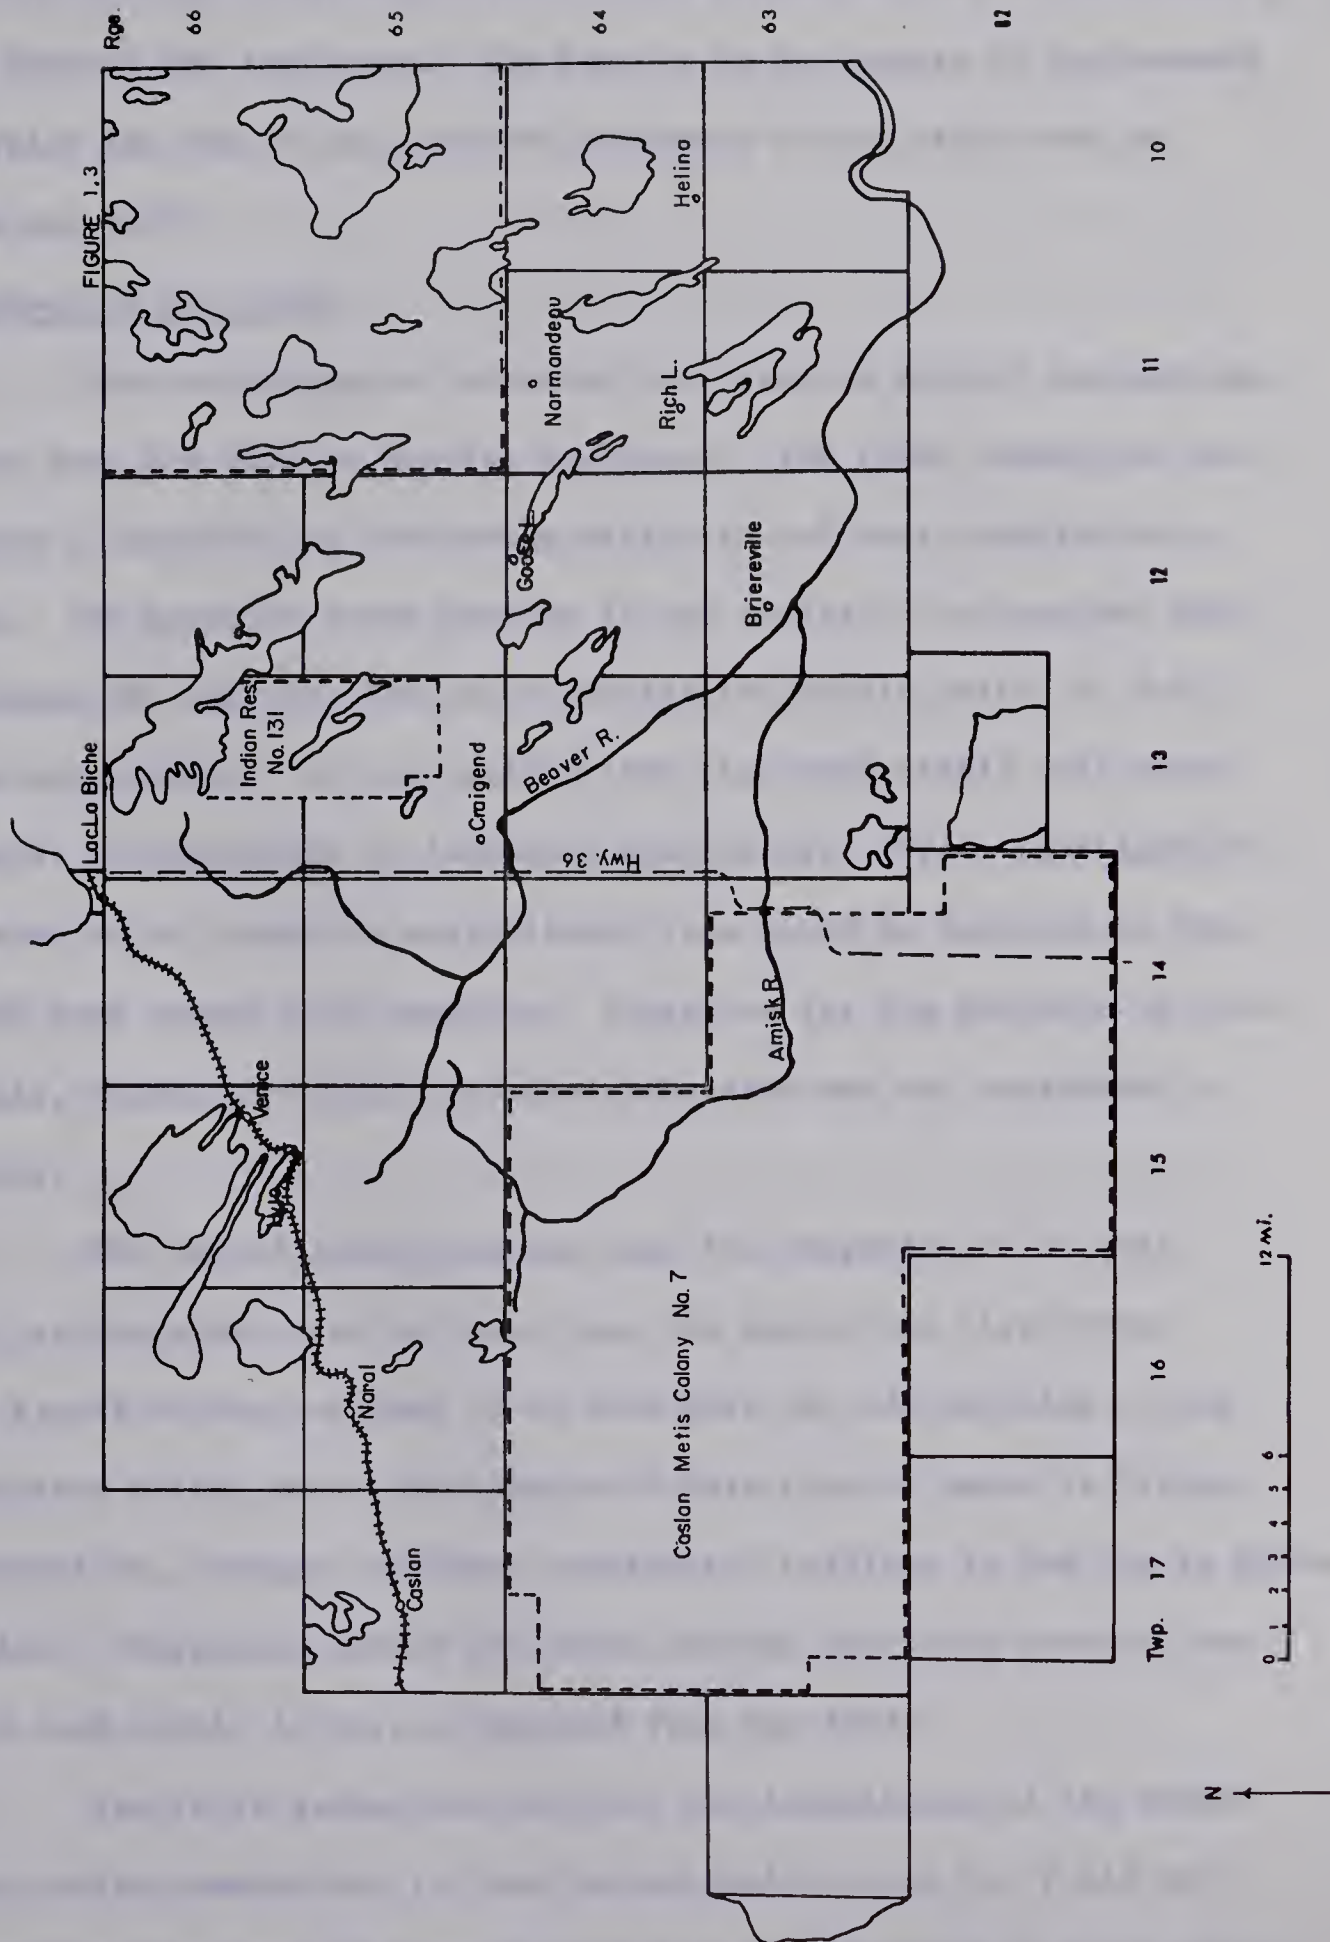 FIGURE 1.3
Rge.
66
65
64
63
62
Lac La Biche
Indian Res.
No. 131
Venice
Craigend
Goose L.
Normandeau
Helina
Rich L.
Beaver R.
Briereville
Hwy. 36
Amisk R.
Noral
Caslan
Caslan Metis Colony No. 7
Twp. 17 16 15 14 13 12 11 10
0 1 2 3 4 5 6 12 mi.
N